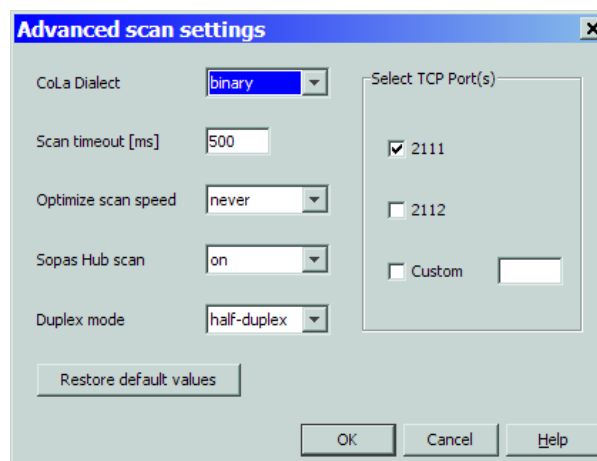 Advanced scan settings
CoLa Dialect
binary
Scan timeout [ms]
500
Optimize scan speed
never
Sopas Hub scan
on
Duplex mode
half-duplex
Restore default values
Select TCP Port(s)
2111
2112
Custom
OK
Cancel
Help